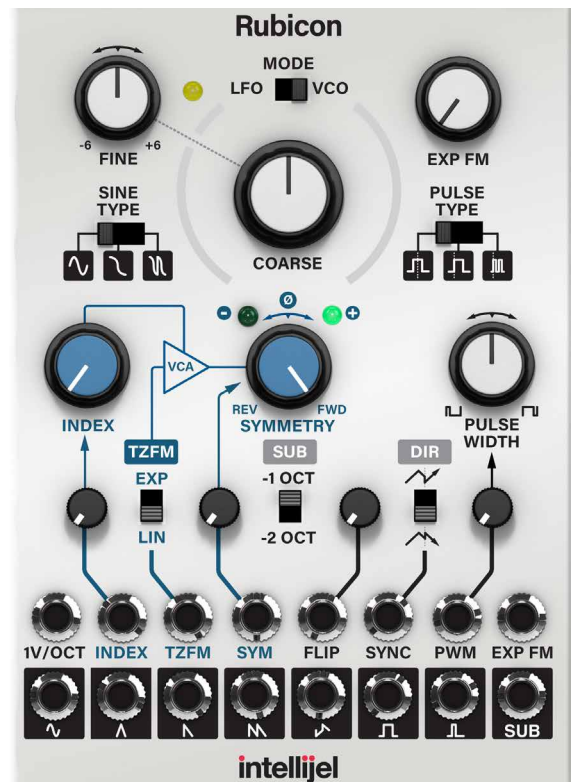 Rubicon
MODE
LFO VCO
-6 +6
FINE
EXP FM
SINE
TYPE
PULSE
TYPE
COARSE
- Ø +
VCA
INDEX
REV FWD
SYMMETRY
PULSE
WIDTH
TZFM
SUB
DIR
EXP
-1 OCT
LIN
-2 OCT
1V/OCT INDEX TZFM SYM FLIP SYNC PWM EXP FM
SUB
intellijel